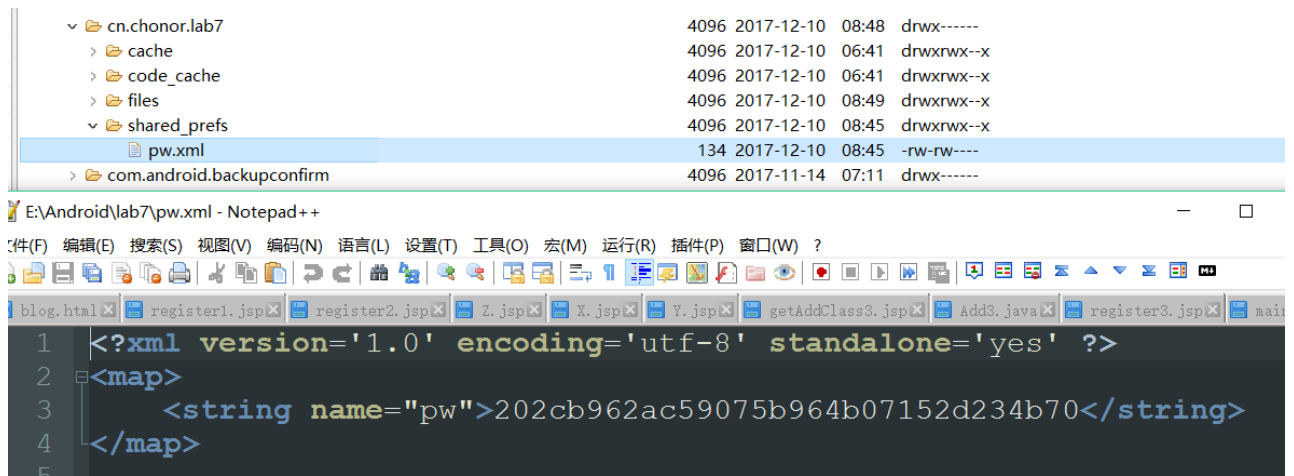 cn.chonor.lab7 4096 2017-12-10 08:48 drwx------
cache 4096 2017-12-10 06:41 drwxrwx--x
code_cache 4096 2017-12-10 06:41 drwxrwx--x
files 4096 2017-12-10 08:49 drwxrwx--x
shared_prefs 4096 2017-12-10 08:45 drwxrwx--x
pw.xml 134 2017-12-10 08:45 -rw-rw----
com.android.backupconfirm 4096 2017-11-14 07:11 drwx------
E:\Android\lab7\pw.xml - Notepad++
文件(F) 编辑(E) 搜索(S) 视图(V) 编码(N) 语言(L) 设置(T) 工具(O) 宏(M) 运行(R) 插件(P) 窗口(W) ?
blog.html register1.jsp register2.jsp Z.jsp X.jsp Y.jsp getAddClass3.jsp Add3.java register3.jsp
1 <?xml version='1.0' encoding='utf-8' standalone='yes' ?>
2 <map>
3 <string name="pw">202cb962ac59075b964b07152d234b70</string>
4 </map>
5